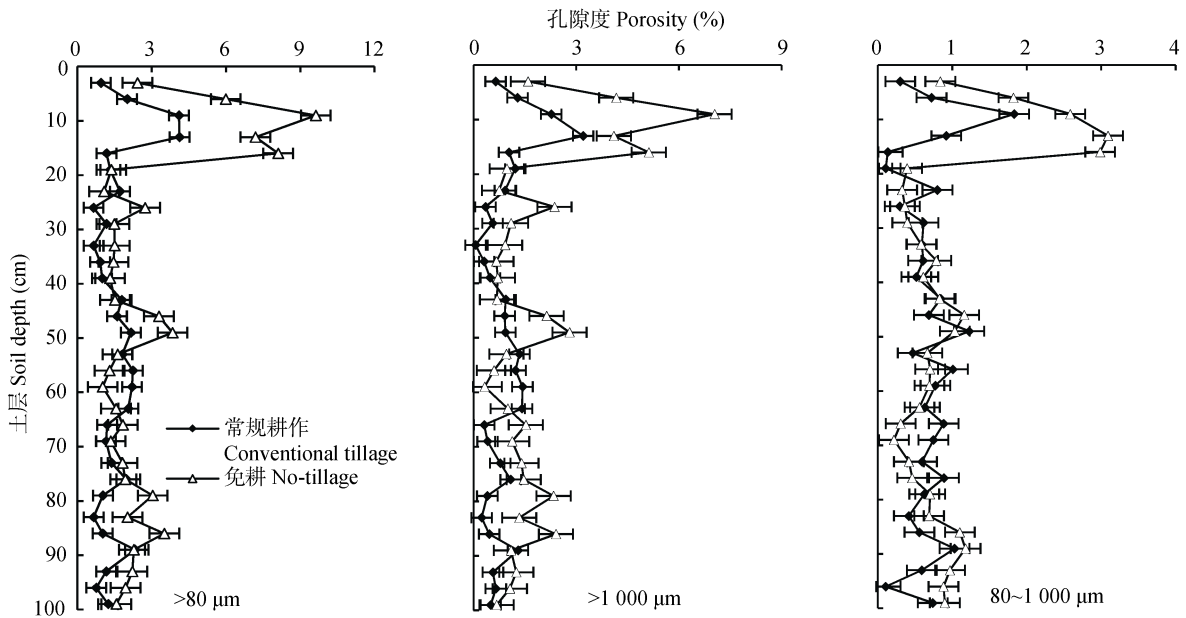 孔隙度 Porosity (%)
0 3 6 9 12
0 3 6 9
0 1 2 3 4
0
10
20
30
40
50
60
70
80
90
100
土层 Soil depth (cm)
常规耕作
Conventional tillage
免耕 No-tillage
>80 μm
>1 000 μm
80~1 000 μm